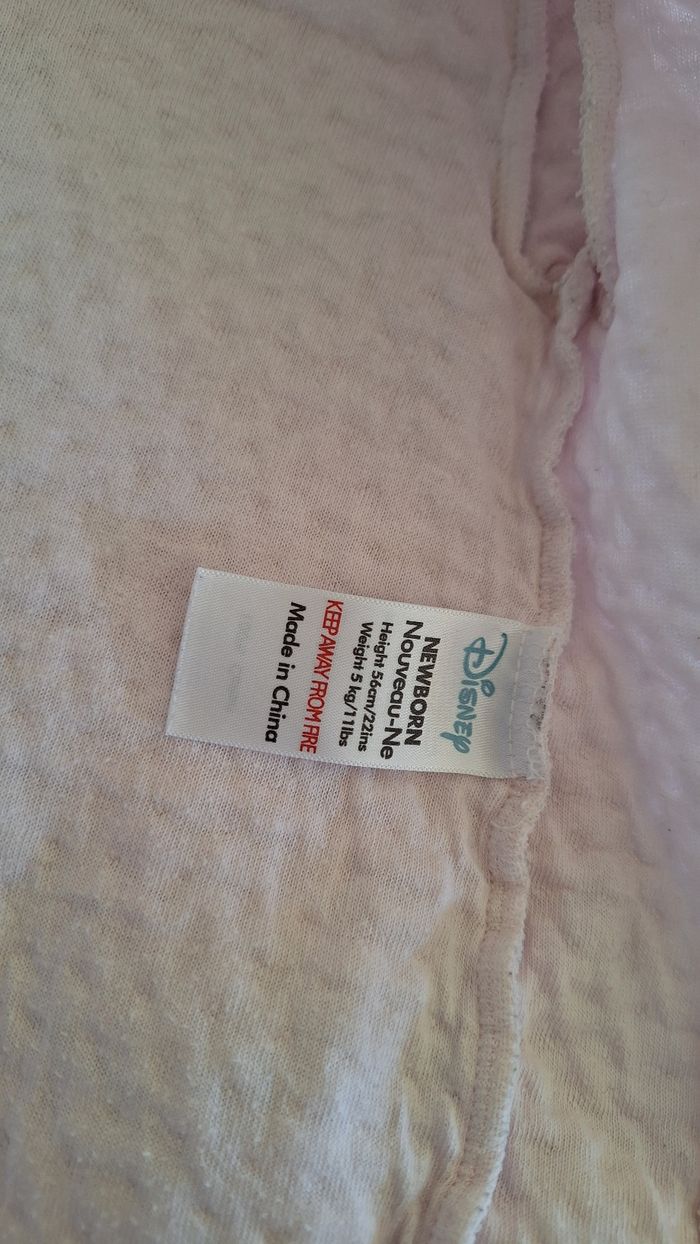 Disney
NEWBORN
Nouveau-Ne
Height 56cm/22ins
Weight 5 kg/11lbs
KEEP AWAY FROM FIRE
Made in China